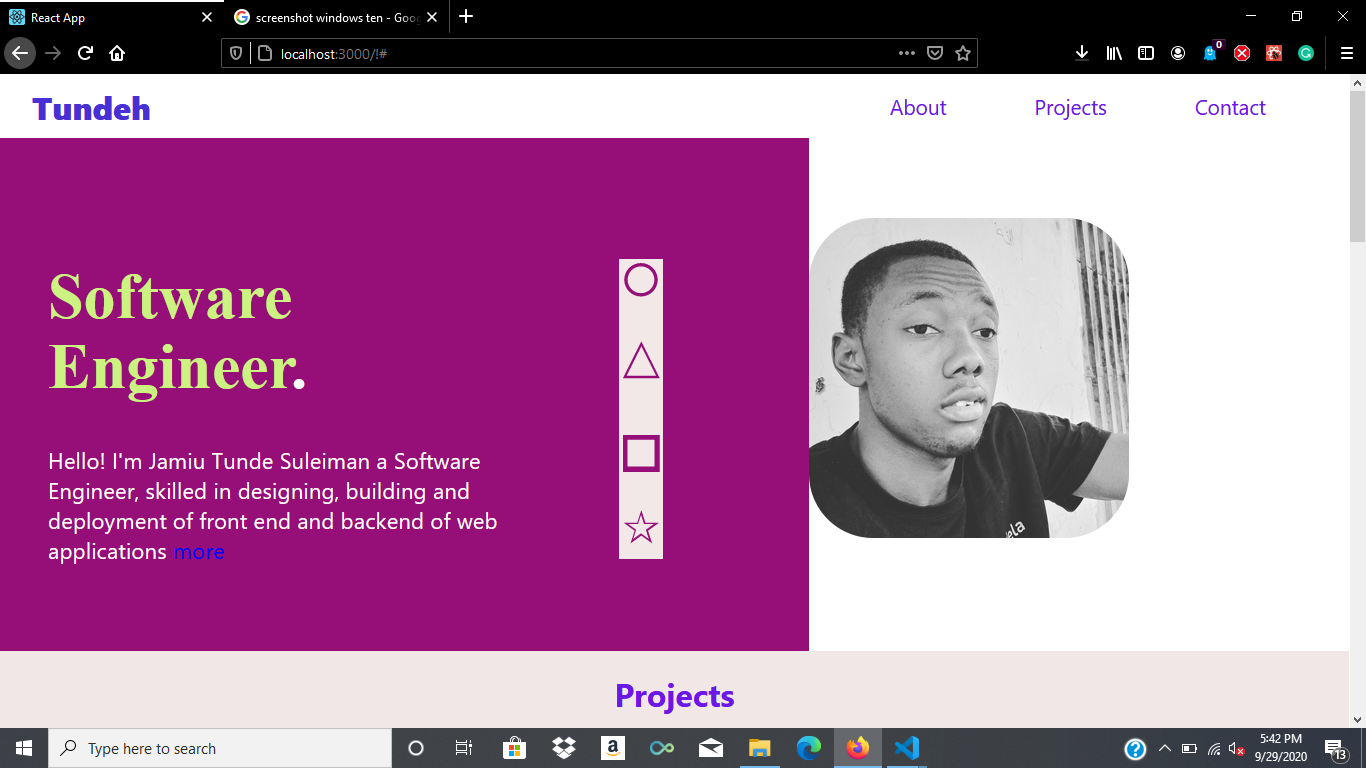 React App
screenshot windows ten - Goo
localhost:3000/!#
0
Tundeh
About
Projects
Contact
Software
Engineer.
Hello! I'm Jamiu Tunde Suleiman a Software
Engineer, skilled in designing, building and
deployment of front end and backend of web
applications more
ela
Projects
Type here to search
5:42 PM
9/29/2020
13